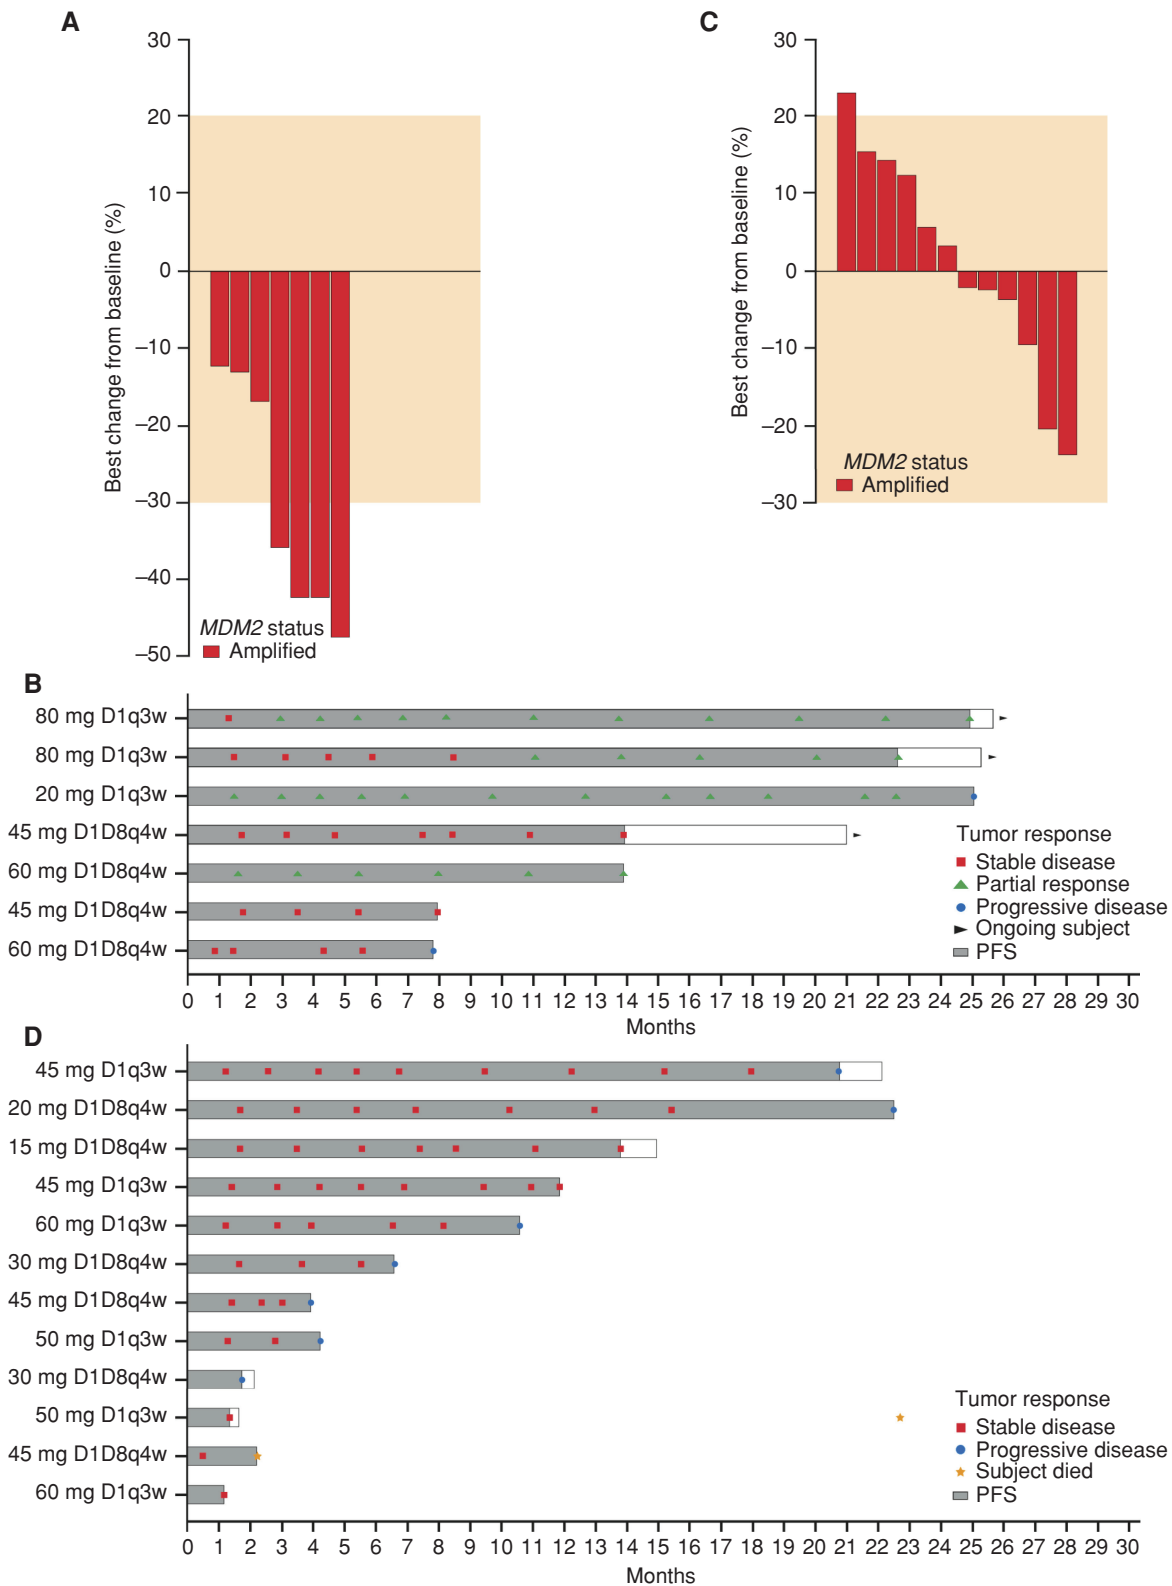 A
30
20
10
0
–10
–20
–30
–40
–50
Best change from baseline (%)
MDM2 status
Amplified
C
30
20
10
0
–10
–20
–30
Best change from baseline (%)
MDM2 status
Amplified
B
80 mg D1q3w
80 mg D1q3w
20 mg D1q3w
45 mg D1D8q4w
60 mg D1D8q4w
45 mg D1D8q4w
60 mg D1D8q4w
Tumor response
Stable disease
Partial response
Progressive disease
Ongoing subject
PFS
0 1 2 3 4 5 6 7 8 9 10 11 12 13 14 15 16 17 18 19 20 21 22 23 24 25 26 27 28 29 30
Months
D
45 mg D1q3w
20 mg D1D8q4w
15 mg D1D8q4w
45 mg D1q3w
60 mg D1q3w
30 mg D1D8q4w
45 mg D1D8q4w
50 mg D1q3w
30 mg D1D8q4w
50 mg D1q3w
45 mg D1D8q4w
60 mg D1q3w
Tumor response
Stable disease
Progressive disease
Subject died
PFS
0 1 2 3 4 5 6 7 8 9 10 11 12 13 14 15 16 17 18 19 20 21 22 23 24 25 26 27 28 29 30
Months